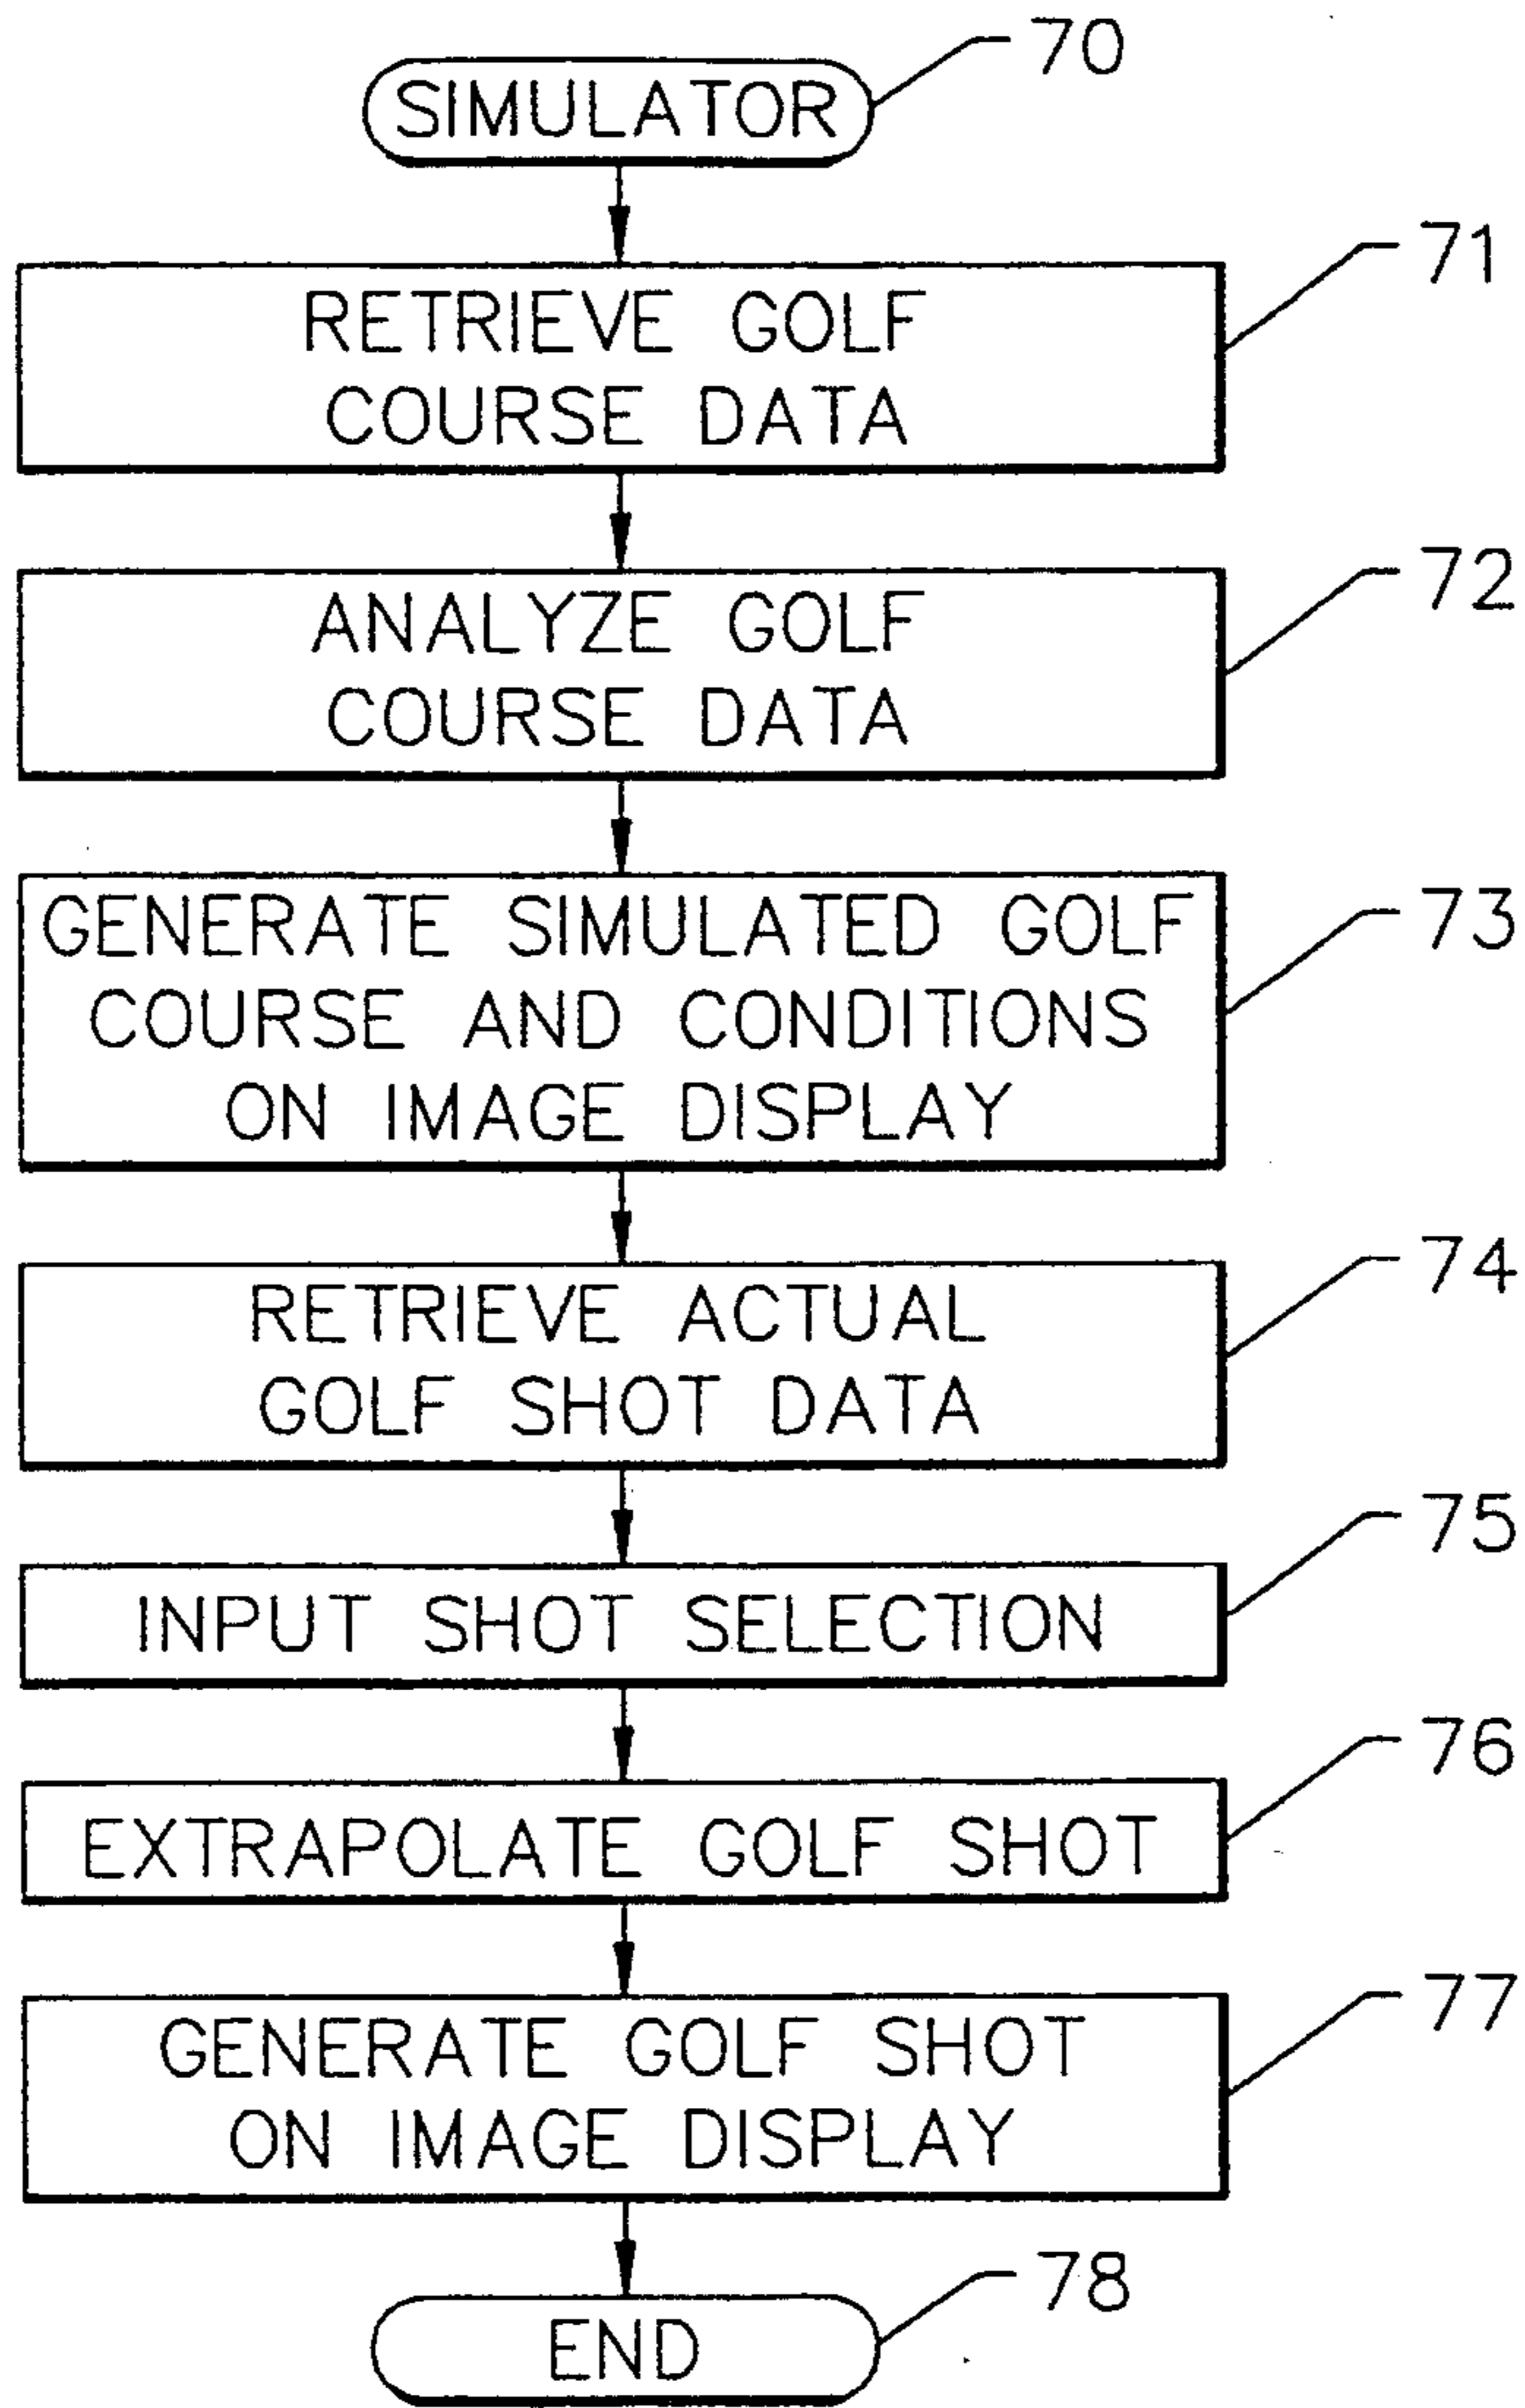 70
SIMULATOR
71
RETRIEVE GOLF
COURSE DATA
72
ANALYZE GOLF
COURSE DATA
73
GENERATE SIMULATED GOLF
COURSE AND CONDITIONS
ON IMAGE DISPLAY
74
RETRIEVE ACTUAL
GOLF SHOT DATA
75
INPUT SHOT SELECTION
76
EXTRAPOLATE GOLF SHOT
77
GENERATE GOLF SHOT
ON IMAGE DISPLAY
78
END